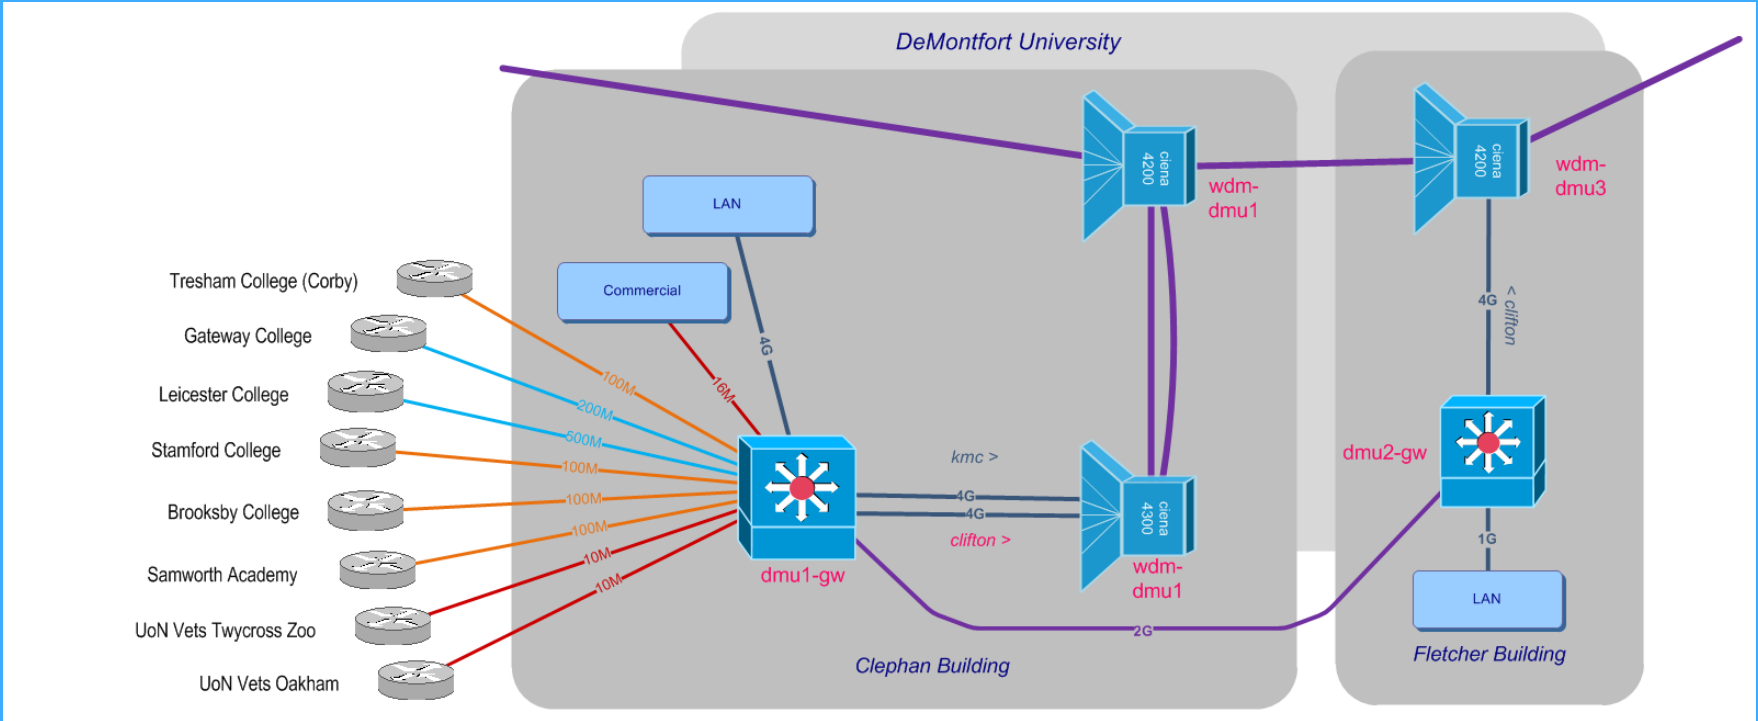 DeMontfort University
LAN
Commercial
Tresham College (Corby)
Gateway College
Leicester College
Stamford College
Brooksby College
Samworth Academy
UoN Vets Twycross Zoo
UoN Vets Oakham
100M
200M
500M
100M
100M
100M
10M
10M
16M
4G
dmu1-gw
kmc >
4G
4G
clifton >
ciena
4200
wdm-
dmu1
ciena
4300
wdm-
dmu1
2G
Clephan Building
ciena
4200
wdm-
dmu3
4G
< clifton
dmu2-gw
1G
LAN
Fletcher Building